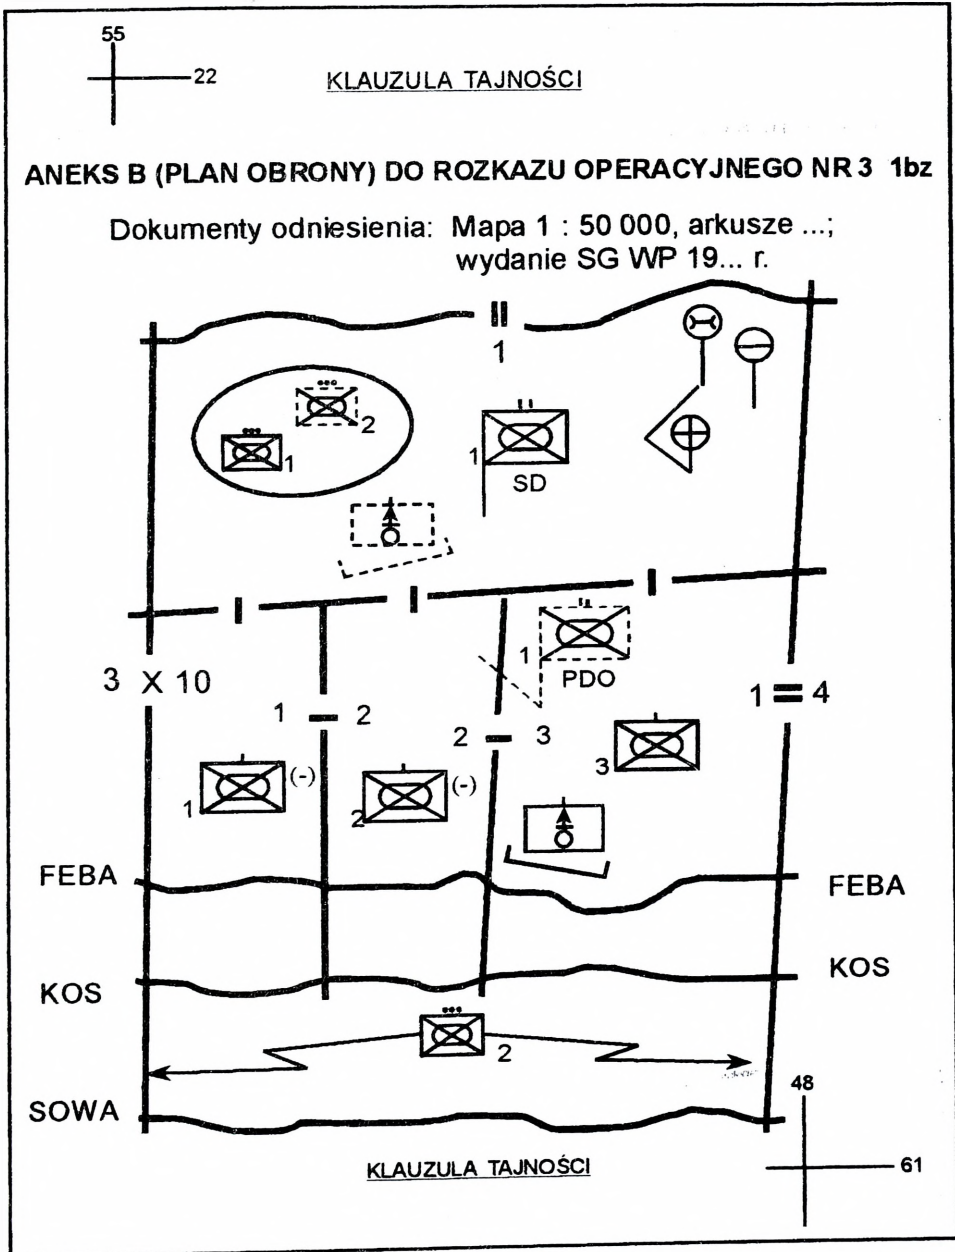 55
22
KLAUZULA TAJNOŚCI
ANEKS B (PLAN OBRONY) DO ROZKAZU OPERACYJNEGO NR 3 1bz
Dokumenty odniesienia: Mapa 1 : 50 000, arkusze ...;
wydanie SG WP 19... r.
1
2
1
1
SD
1
PDO
3 X 10
1 4
1 2
2 3
3
1 (-)
2 (-)
FEBA
FEBA
KOS
KOS
2
48
SOWA
KLAUZULA TAJNOŚCI
61